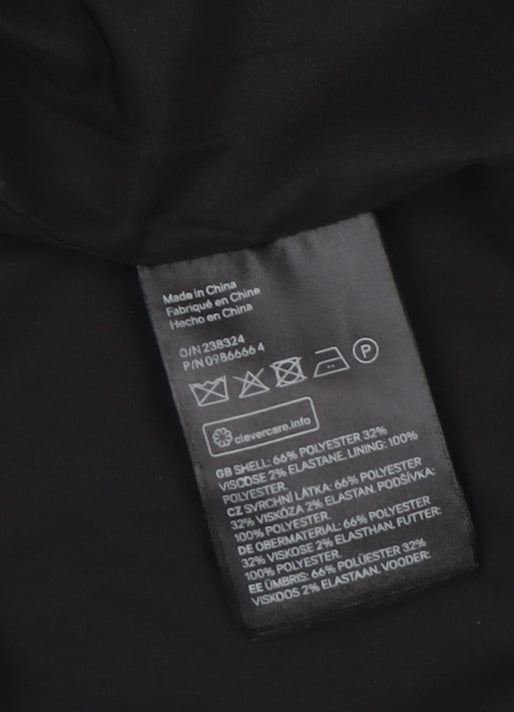 Made in China
Fabriqué en Chine
Hecho en China
O/N 238324
P/N 0986666 4
P
clevercare.info
GB SHELL: 66% POLYESTER 32%
VISCOSE 2% ELASTANE. LINING: 100%
POLYESTER.
CZ SVRCHNÍ LÁTKA: 66% POLYESTER
32% VISKÓZA 2% ELASTAN. PODŠÍVKA:
100% POLYESTER.
DE OBERMATERIAL: 66% POLYESTER
32% VISKOSE 2% ELASTHAN. FUTTER:
100% POLYESTER.
EE ÜMBRIS: 66% POLÜESTER 32%
VISKOOS 2% ELASTAAN. VOODER: